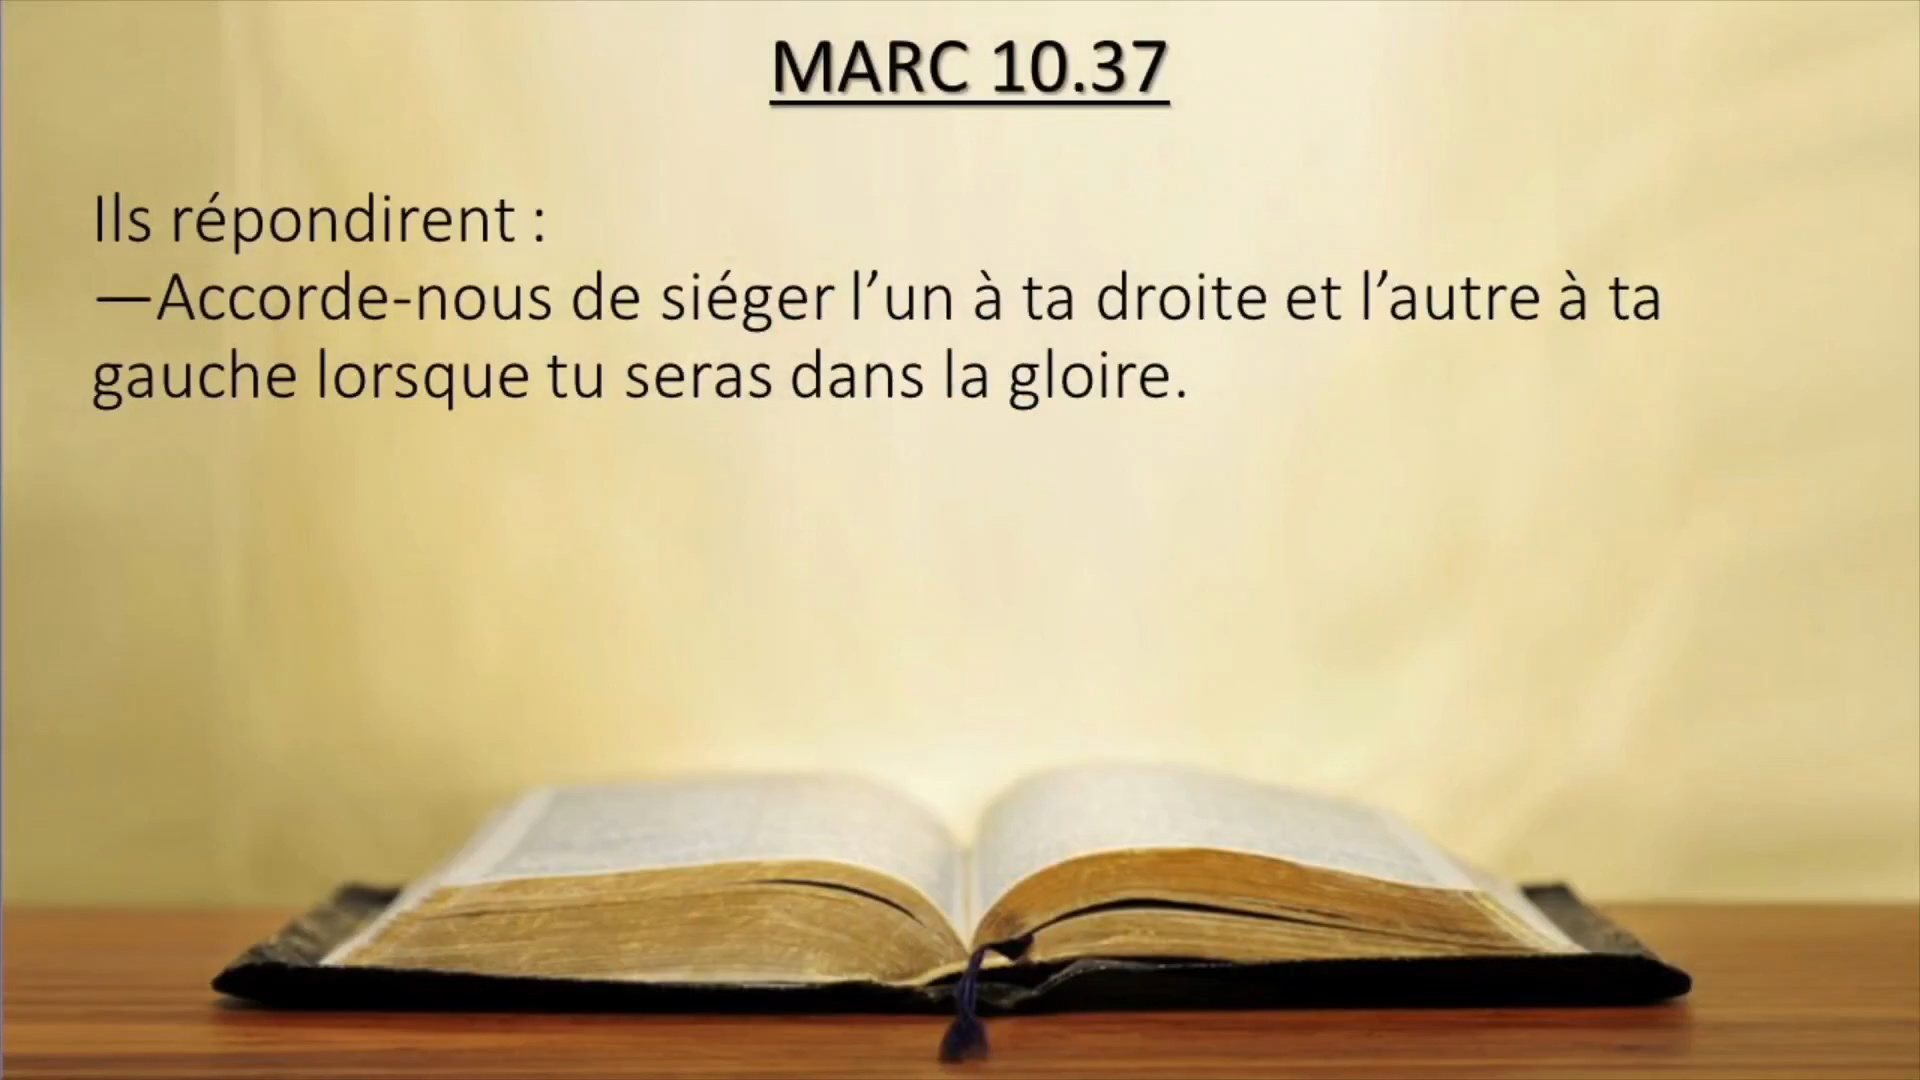 MARC 10.37
Ils répondirent :
—Accorde-nous de siéger l’un à ta droite et l’autre à ta
gauche lorsque tu seras dans la gloire.